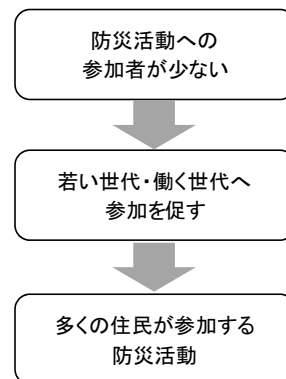 防災活動への
参加者が少ない
若い世代・働く世代へ
参加を促す
多くの住民が参加する
防災活動